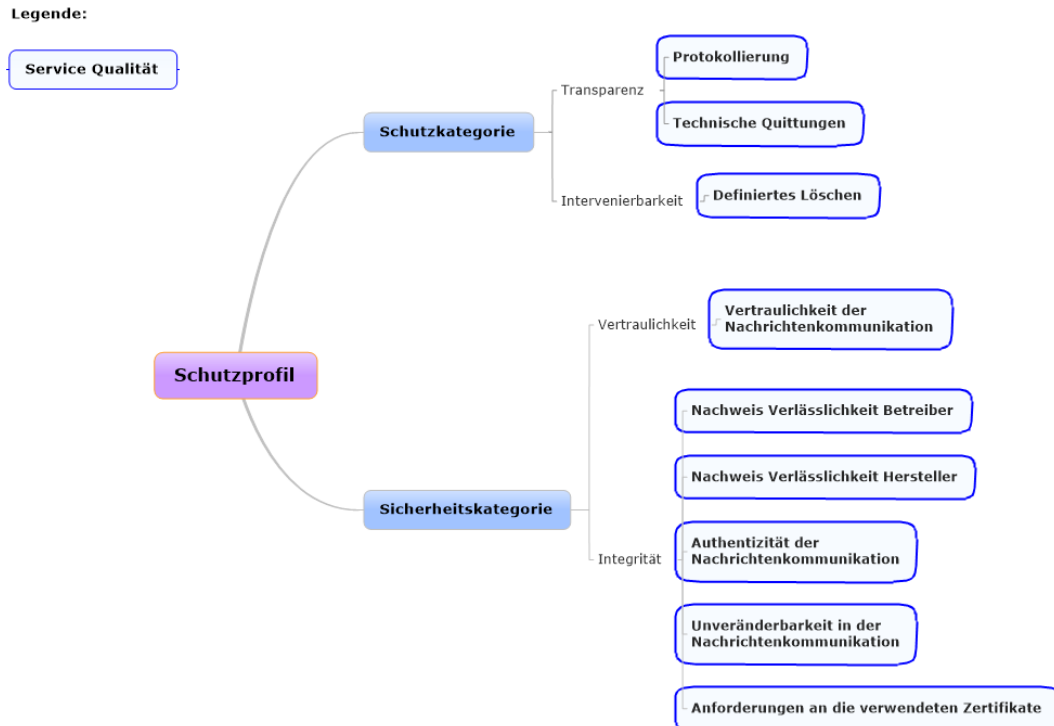 Legende:
Service Qualität
Schutzprofil
Schutzkategorie
Transparenz
Protokollierung
Technische Quittungen
Intervenierbarkeit
Definiertes Löschen
Sicherheitskategorie
Vertraulichkeit
Vertraulichkeit der
Nachrichtenkommunikation
Integrität
Nachweis Verlässlichkeit Betreiber
Nachweis Verlässlichkeit Hersteller
Authentizität der
Nachrichtenkommunikation
Unveränderbarkeit in der
Nachrichtenkommunikation
Anforderungen an die verwendeten Zertifikate